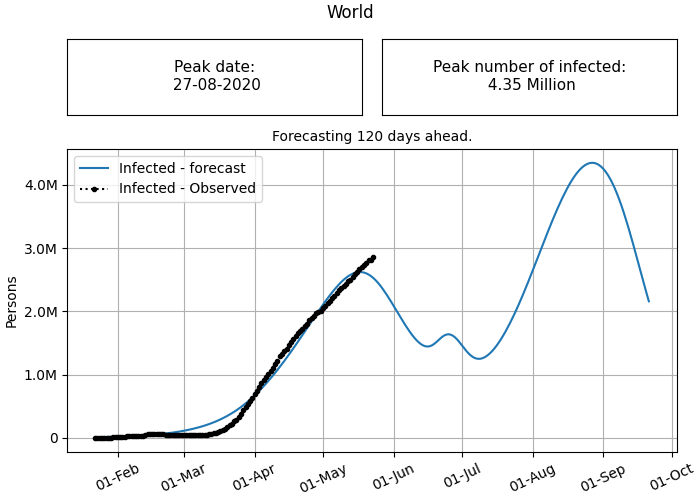 World
Peak date:
27-08-2020
Peak number of infected:
4.35 Million
Forecasting 120 days ahead.
Infected - forecast
Infected - Observed
4.0M
3.0M
2.0M
1.0M
0
Persons
01-Feb
01-Mar
01-Apr
01-May
01-Jun
01-Jul
01-Aug
01-Sep
01-Oct